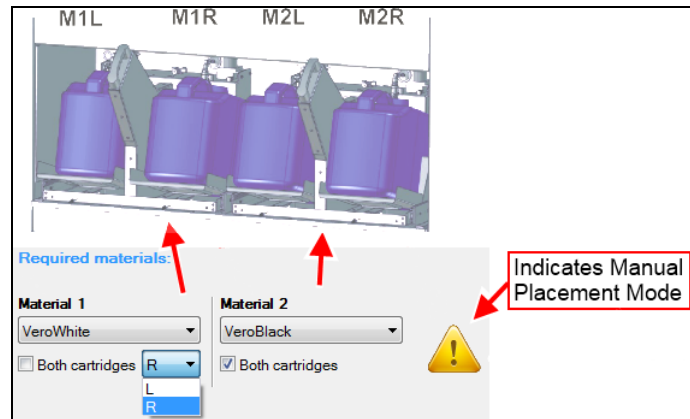 M1L M1R M2L M2R
Required materials:
Indicates Manual
Placement Mode
Material 1 Material 2
VeroWhite VeroBlack
Both cartridges R Both cartridges
L
R